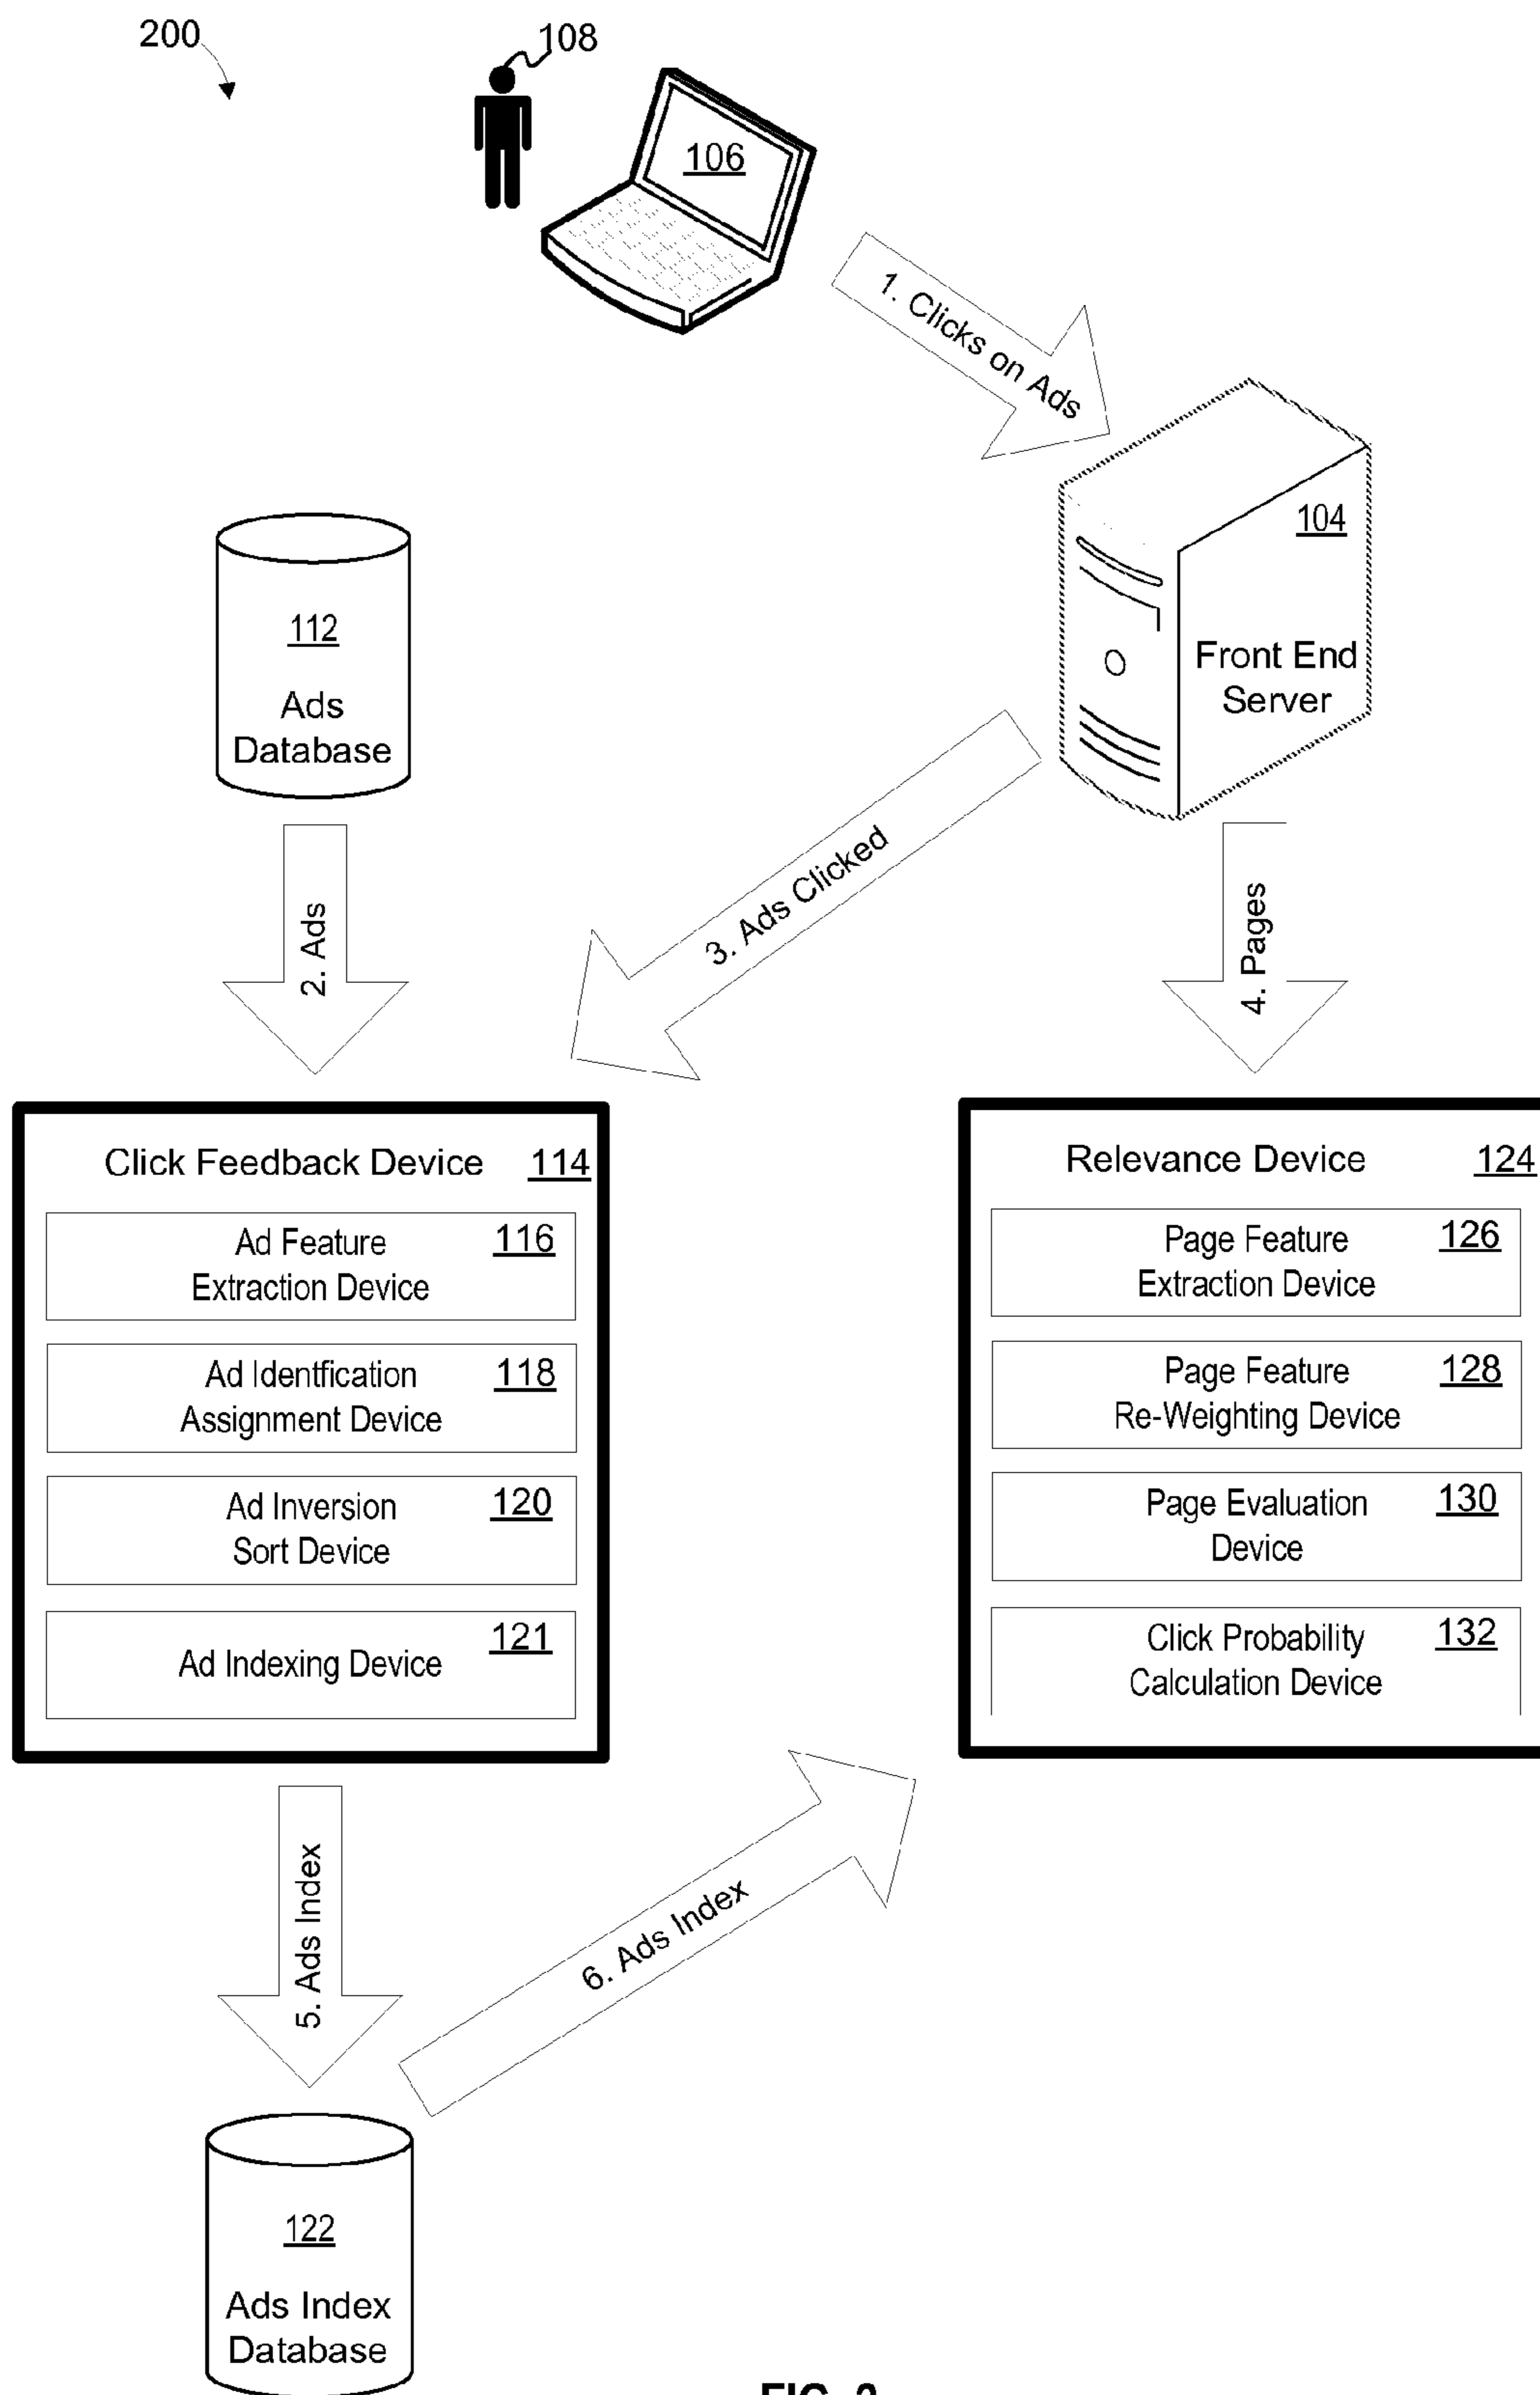 200
108
106
1. Clicks on Ads
104
Front End
Server
112
Ads
Database
2. Ads
3. Ads Clicked
4. Pages
Click Feedback Device 114
Ad Feature 116
Extraction Device
Ad Identfication 118
Assignment Device
Ad Inversion 120
Sort Device
Ad Indexing Device 121
Relevance Device 124
Page Feature 126
Extraction Device
Page Feature 128
Re-Weighting Device
Page Evaluation 130
Device
Click Probability 132
Calculation Device
5. Ads Index
6. Ads Index
122
Ads Index
Database